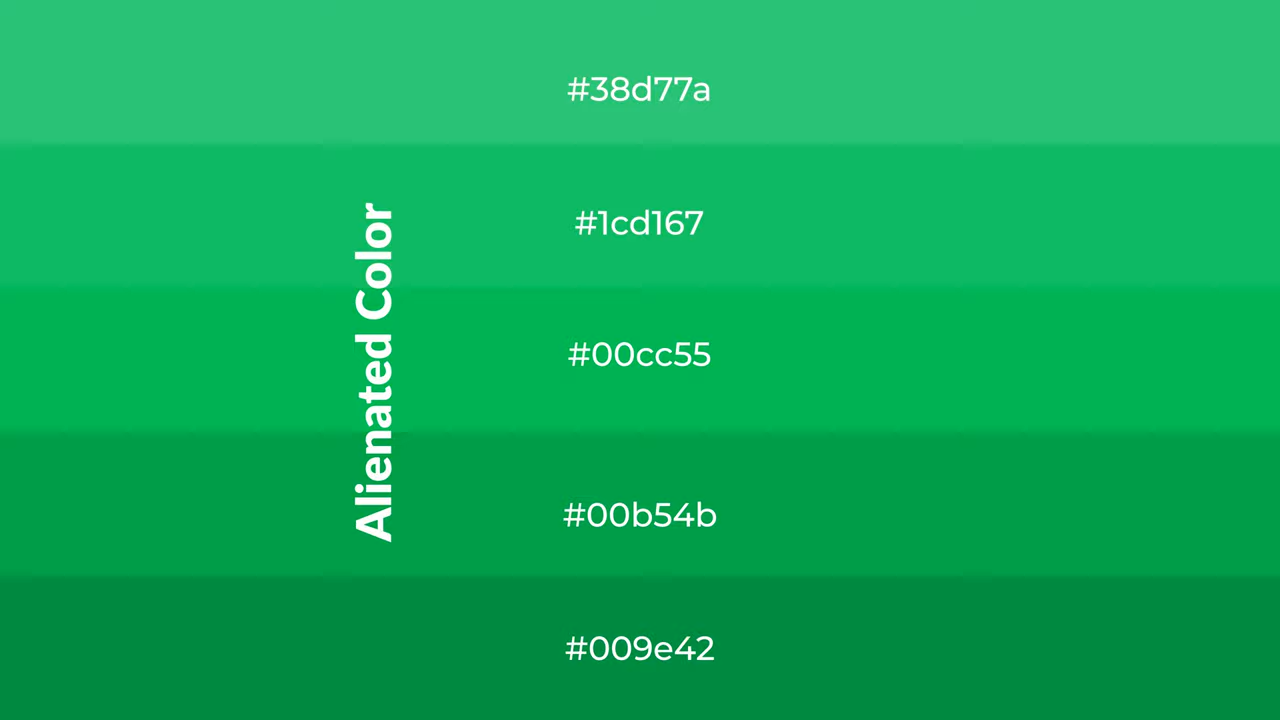 Alienated Color
#38d77a
#1cd167
#00cc55
#00b54b
#009e42